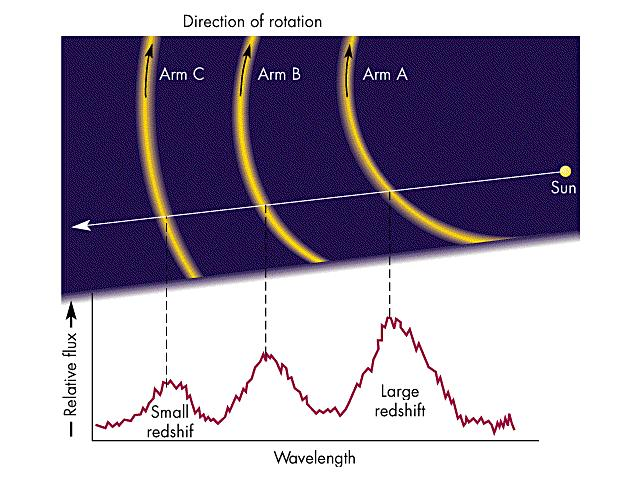 Direction of rotation
Arm C
Arm B
Arm A
Sun
Relative flux
Small
redshif
Large
redshift
Wavelength